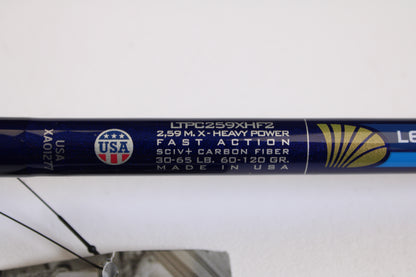 USA
XA01277
USA
LTPC259XHF2
2,59 M. X-HEAVY POWER
FAST ACTION
SCIV+ CARBON FIBER
30-65 LB. 60-120 GR.
MADE IN USA